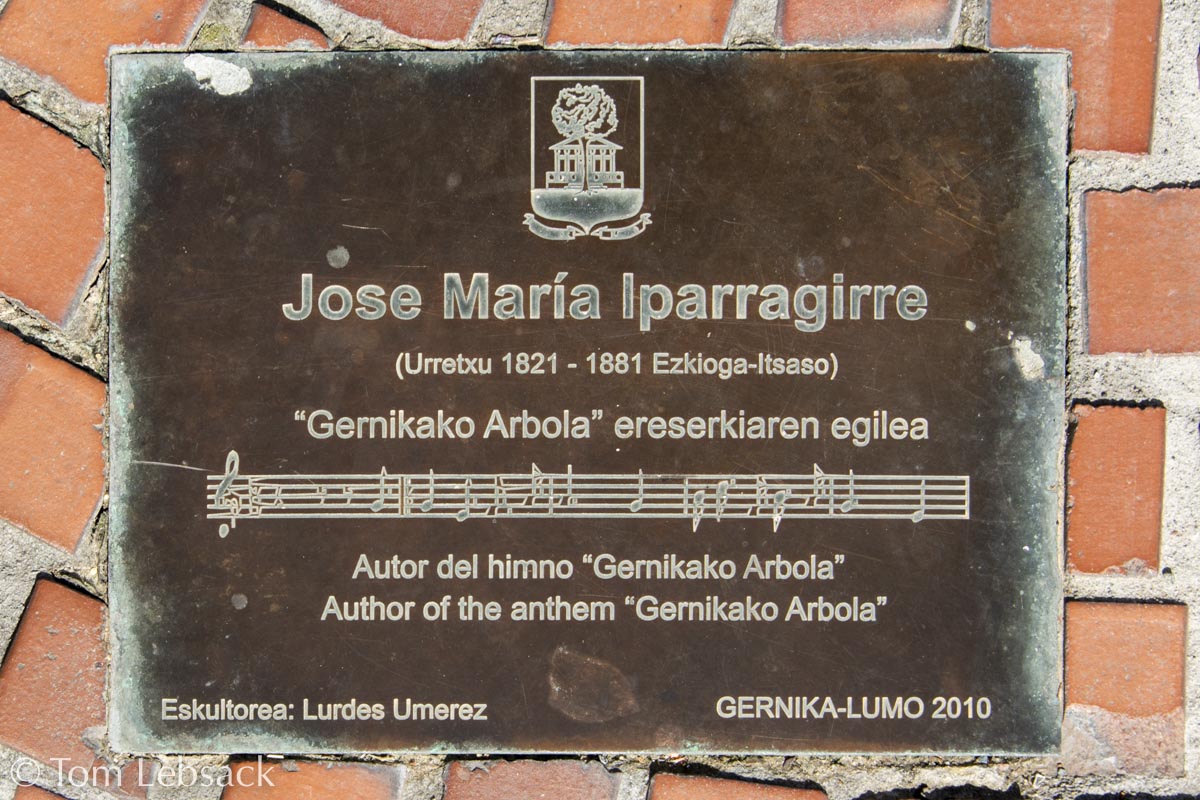 Jose María Iparragirre
(Urretxu 1821 - 1881 Ezkioga-Itsaso)
“Gernikako Arbola” ereserkiaren egilea
Autor del himno “Gernikako Arbola”
Author of the anthem “Gernikako Arbola”
Eskultorea: Lurdes Umerez
GERNIKA-LUMO 2010
© Tom Lebsack